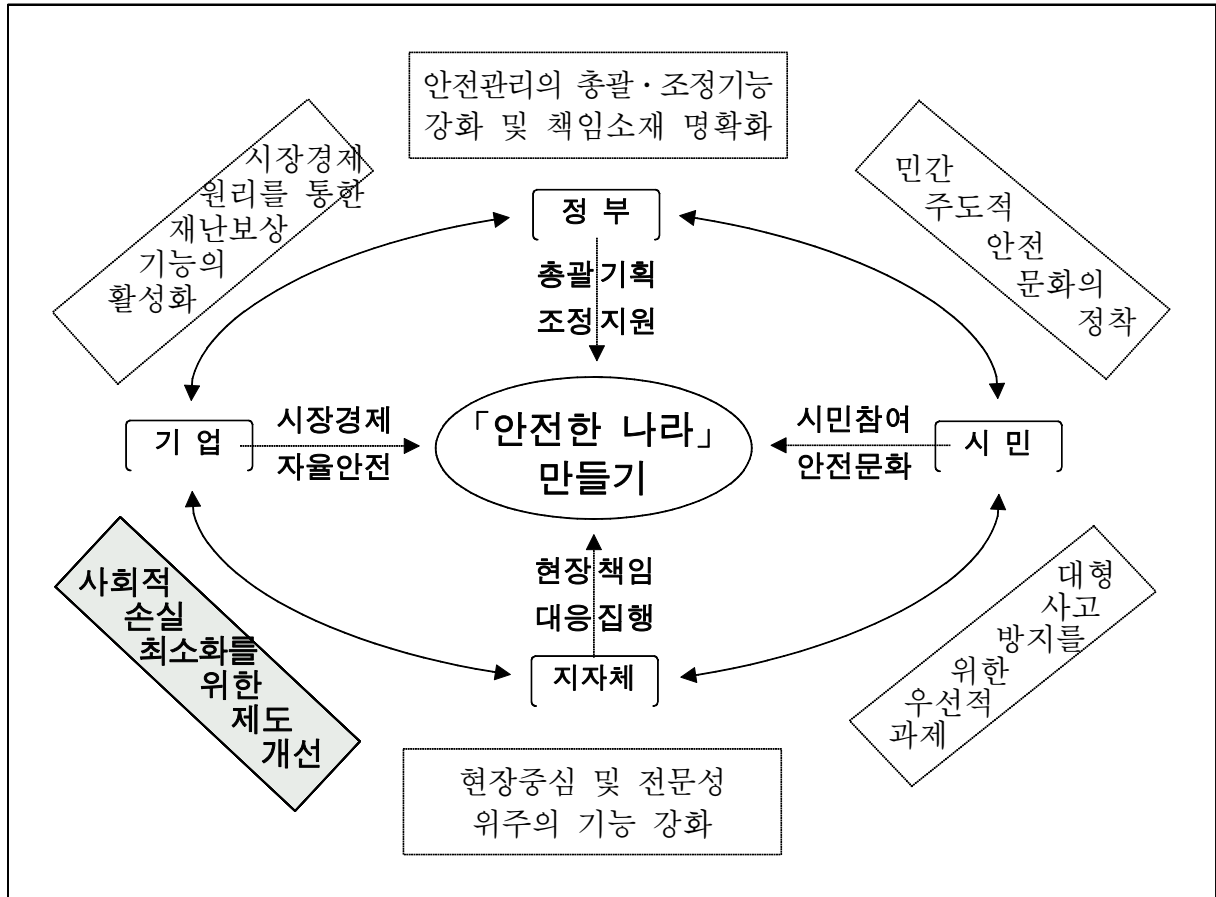 안전관리의 총괄·조정기능
강화 및 책임소재 명확화
시장경제
원리를 통한
재난보상
기능의
활성화
민간
주도적
안전
문화의
정착
정 부
총괄 기획
조정 지원
기 업
시장경제
자율안전
「안전한 나라」
만들기
시민참여
안전문화
시 민
현장 책임
대응 집행
지자체
사회적
손실
최소화를
위한
제도
개선
대형
사고
방지를
위한
우선적
과제
현장중심 및 전문성
위주의 기능 강화